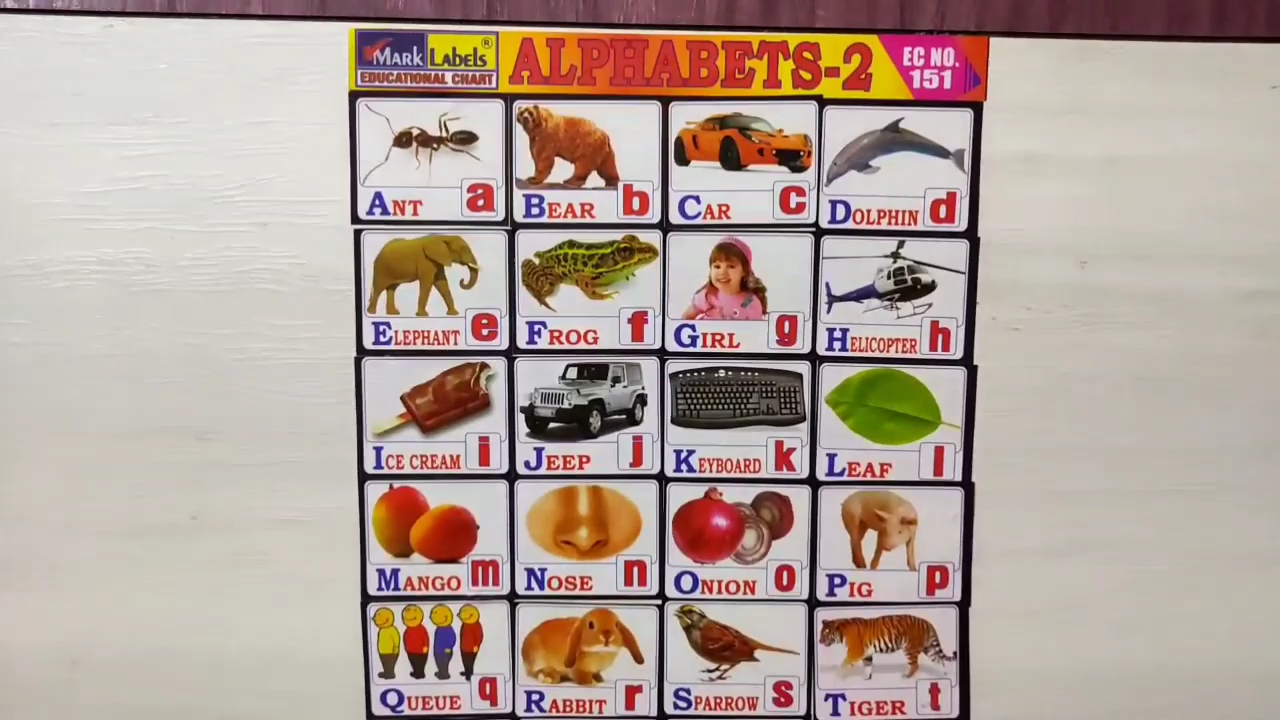 Mark Labels®
EDUCATIONAL CHART
ALPHABETS-2
EC NO.
151
ANT a
BEAR b
CAR c
DOLPHIN d
ELEPHANT e
FROG f
GIRL g
HELICOPTER h
ICE CREAM i
JEEP j
KEYBOARD k
LEAF l
MANGO m
NOSE n
ONION o
PIG p
QUEUE q
RABBIT r
SPARROW s
TIGER t